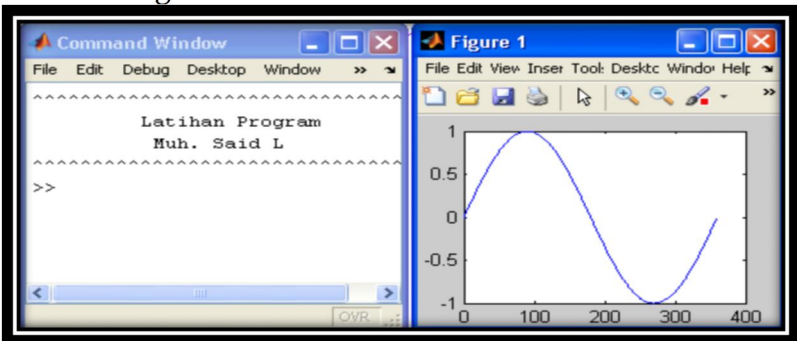 Command Window
File Edit Debug Desktop Window »
^^^^^^^^^^^^^^^^^^^^^^^^^^^^^^^^^
Latihan Program
Muh. Said L
^^^^^^^^^^^^^^^^^^^^^^^^^^^^^^^^^
>>
OVR
Figure 1
File Edit View Inser Tool: Desktc Windo Help
»
1
0.5
0
-0.5
-1
0 100 200 300 400